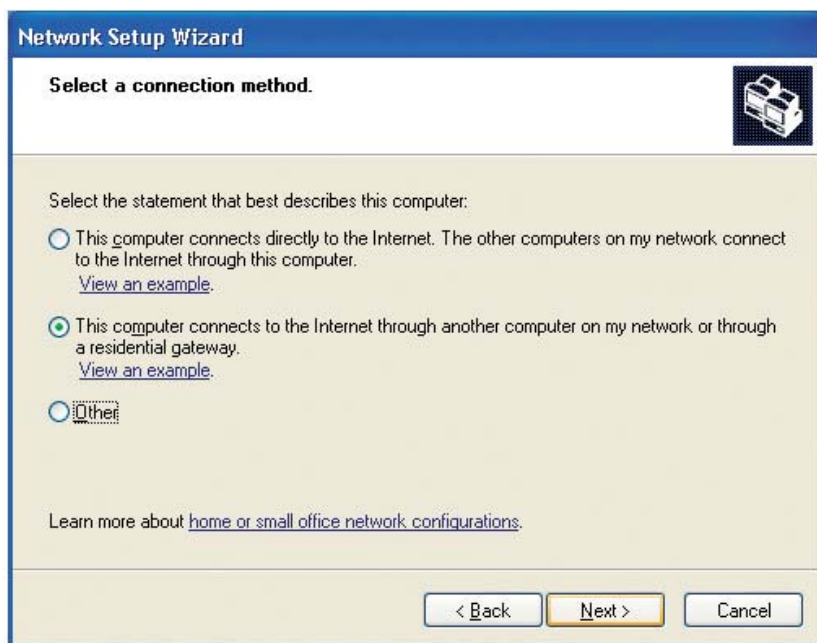 Network Setup Wizard
Select a connection method.
Select the statement that best describes this computer:
This computer connects directly to the Internet. The other computers on my network connect
to the Internet through this computer.
View an example.
This computer connects to the Internet through another computer on my network or through
a residential gateway.
View an example.
Other
Learn more about home or small office network configurations.
< Back Next > Cancel